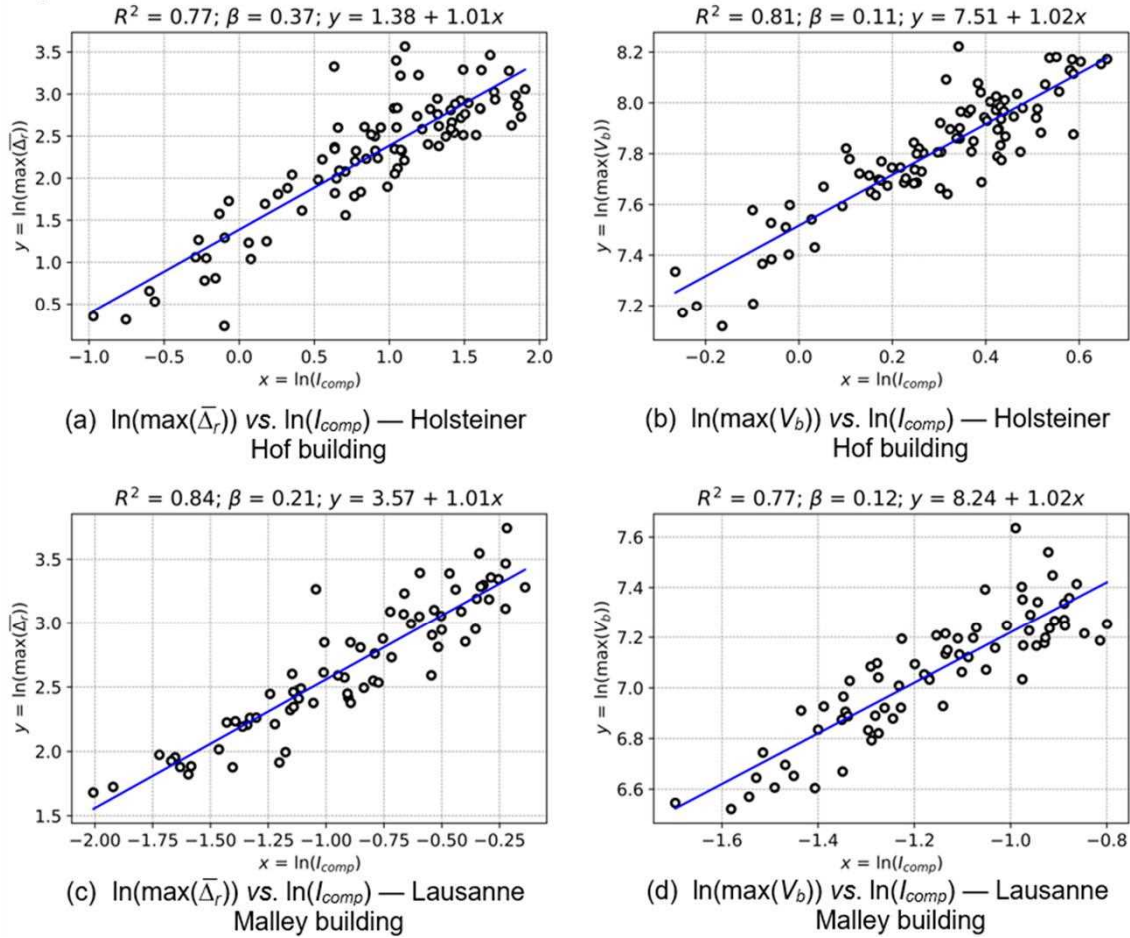 R² = 0.77; β = 0.37; y = 1.38 + 1.01x
y = ln(max(Δ̅r))
3.5
3.0
2.5
2.0
1.5
1.0
0.5
−1.0 −0.5 0.0 0.5 1.0 1.5 2.0
x = ln(Icomp)
(a) ln(max(Δ̅r)) vs. ln(Icomp) — Holsteiner
Hof building
R² = 0.81; β = 0.11; y = 7.51 + 1.02x
y = ln(max(Vb))
8.2
8.0
7.8
7.6
7.4
7.2
−0.2 0.0 0.2 0.4 0.6
x = ln(Icomp)
(b) ln(max(Vb)) vs. ln(Icomp) — Holsteiner
Hof building
R² = 0.84; β = 0.21; y = 3.57 + 1.01x
y = ln(max(Δ̅r))
3.5
3.0
2.5
2.0
1.5
−2.00 −1.75 −1.50 −1.25 −1.00 −0.75 −0.50 −0.25
x = ln(Icomp)
(c) ln(max(Δ̅r)) vs. ln(Icomp) — Lausanne
Malley building
R² = 0.77; β = 0.12; y = 8.24 + 1.02x
y = ln(max(Vb))
7.6
7.4
7.2
7.0
6.8
6.6
−1.6 −1.4 −1.2 −1.0 −0.8
x = ln(Icomp)
(d) ln(max(Vb)) vs. ln(Icomp) — Lausanne
Malley building